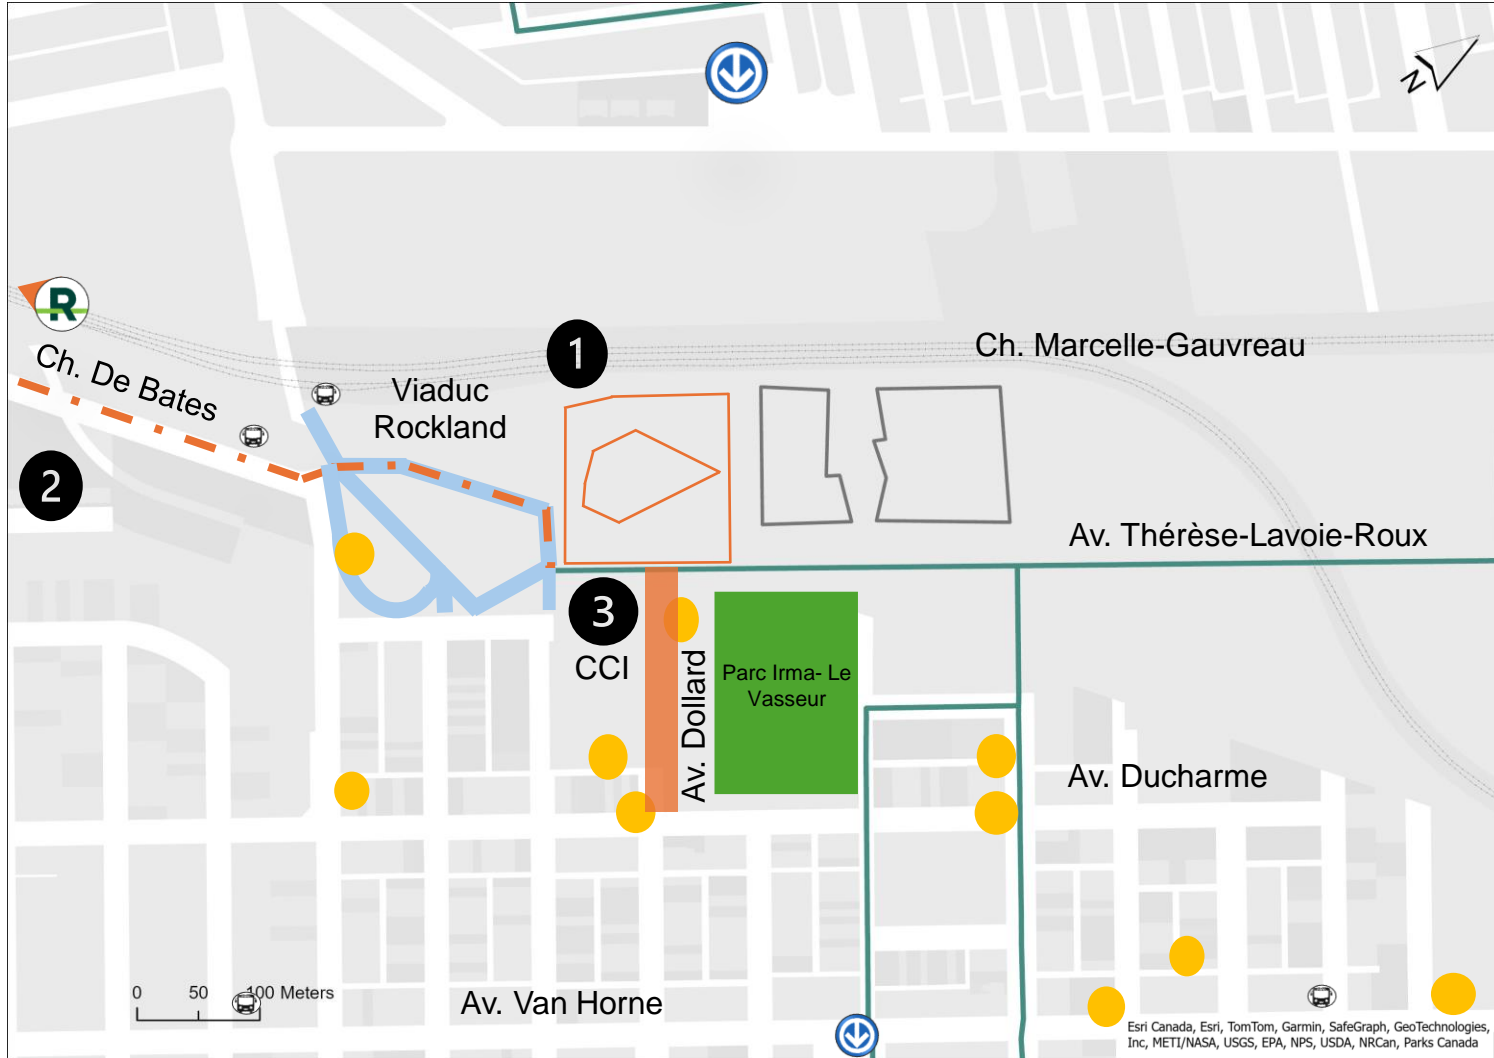 N
R
Ch. De Bates
1
Ch. Marcelle-Gauvreau
Viaduc
Rockland
2
Av. Thérèse-Lavoie-Roux
3
CCI
Av. Dollard
Parc Irma- Le
Vasseur
Av. Ducharme
0 50 100 Meters
Av. Van Horne
Esri Canada, Esri, TomTom, Garmin, SafeGraph, GeoTechnologies,
Inc, METI/NASA, USGS, EPA, NPS, USDA, NRCan, Parks Canada